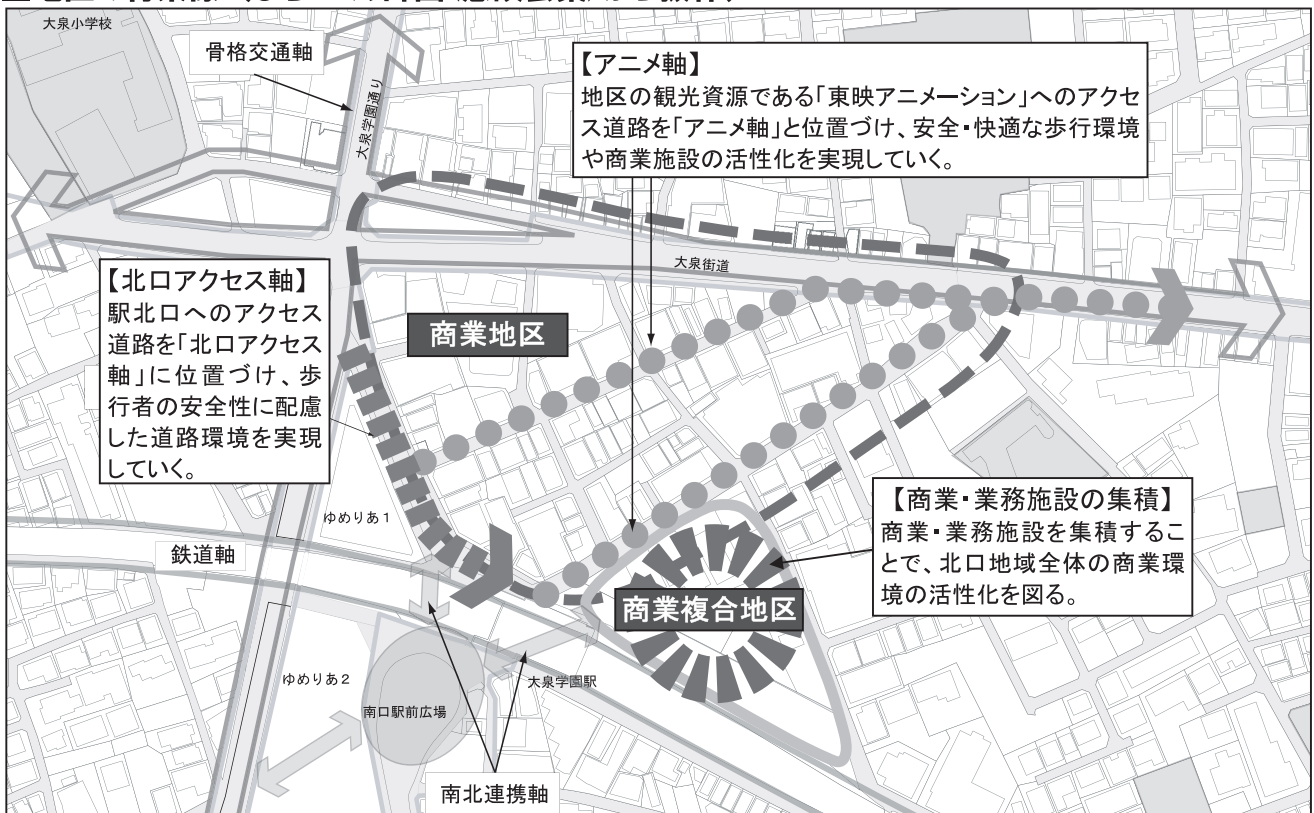 大泉小学校
骨格交通軸
大泉学園通り
【アニメ軸】
地区の観光資源である「東映アニメーション」へのアクセ
ス道路を「アニメ軸」と位置づけ、安全・快適な歩行環境
や商業施設の活性化を実現していく。
大泉街道
【北口アクセス軸】
駅北口へのアクセス
道路を「北口アクセス
軸」に位置づけ、歩
行者の安全性に配慮
した道路環境を実現
していく。
商業地区
ゆめりあ1
鉄道軸
【商業・業務施設の集積】
商業・業務施設を集積するこ
とで、北口地域全体の商業環
境の活性化を図る。
商業複合地区
ゆめりあ2
大泉学園駅
南口駅前広場
南北連携軸